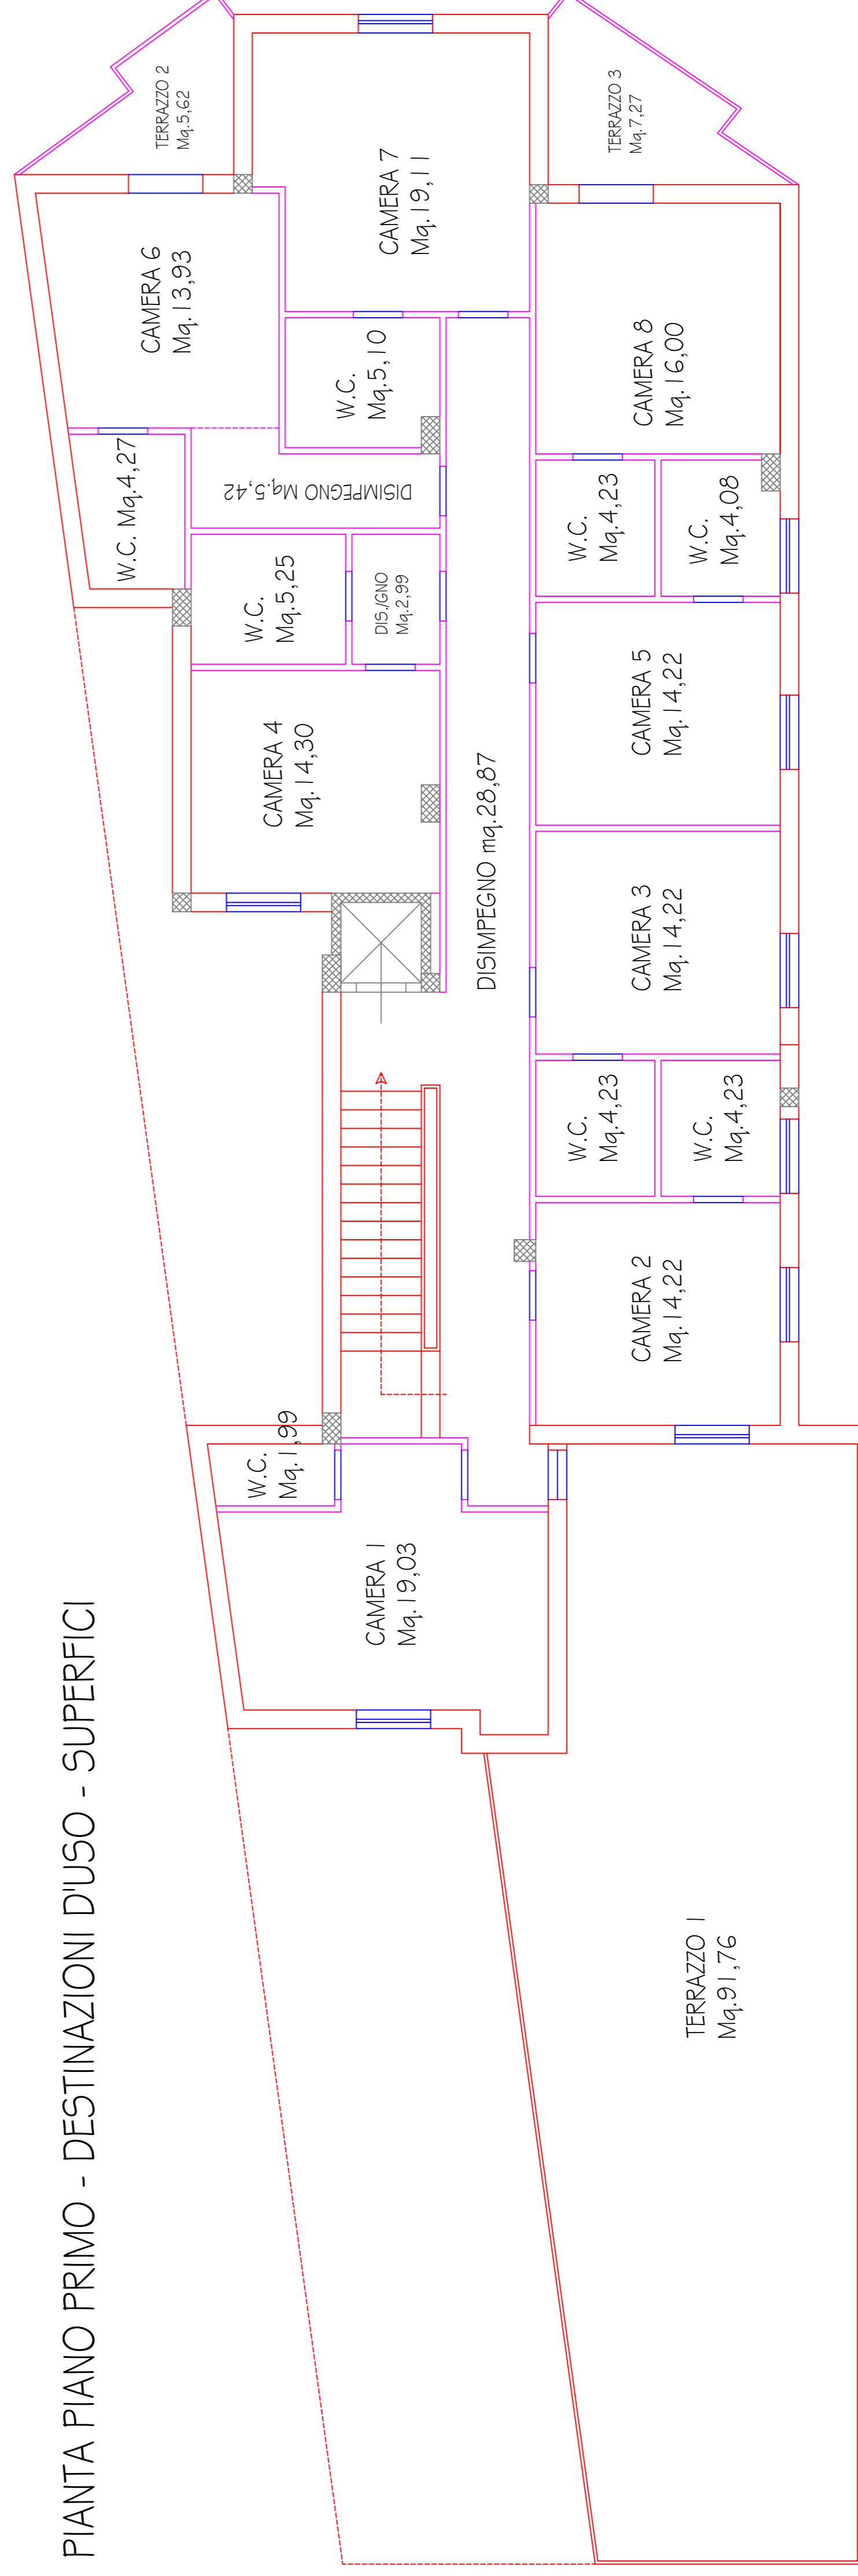 PIANTA PIANO PRIMO - DESTINAZIONI D'USO - SUPERFICI
TERRAZZO 2
Mq.5,62
CAMERA 6
Mq.13,93
W.C. Mq.4,27
CAMERA 7
Mq.19,11
TERRAZZO 3
Mq.7,27
W.C.
Mq.5,10
DISIMPEGNO Mq.5,42
CAMERA 8
Mq.16,00
W.C.
Mq.5,25
DIS./GNO
Mq.2,99
W.C.
Mq.4,23
W.C.
Mq.4,08
CAMERA 4
Mq.14,30
CAMERA 5
Mq.14,22
DISIMPEGNO mq.28,87
CAMERA 3
Mq.14,22
W.C.
Mq.4,23
W.C.
Mq.4,23
CAMERA 2
Mq.14,22
W.C.
Mq.1,99
CAMERA 1
Mq.19,03
TERRAZZO 1
Mq.91,76